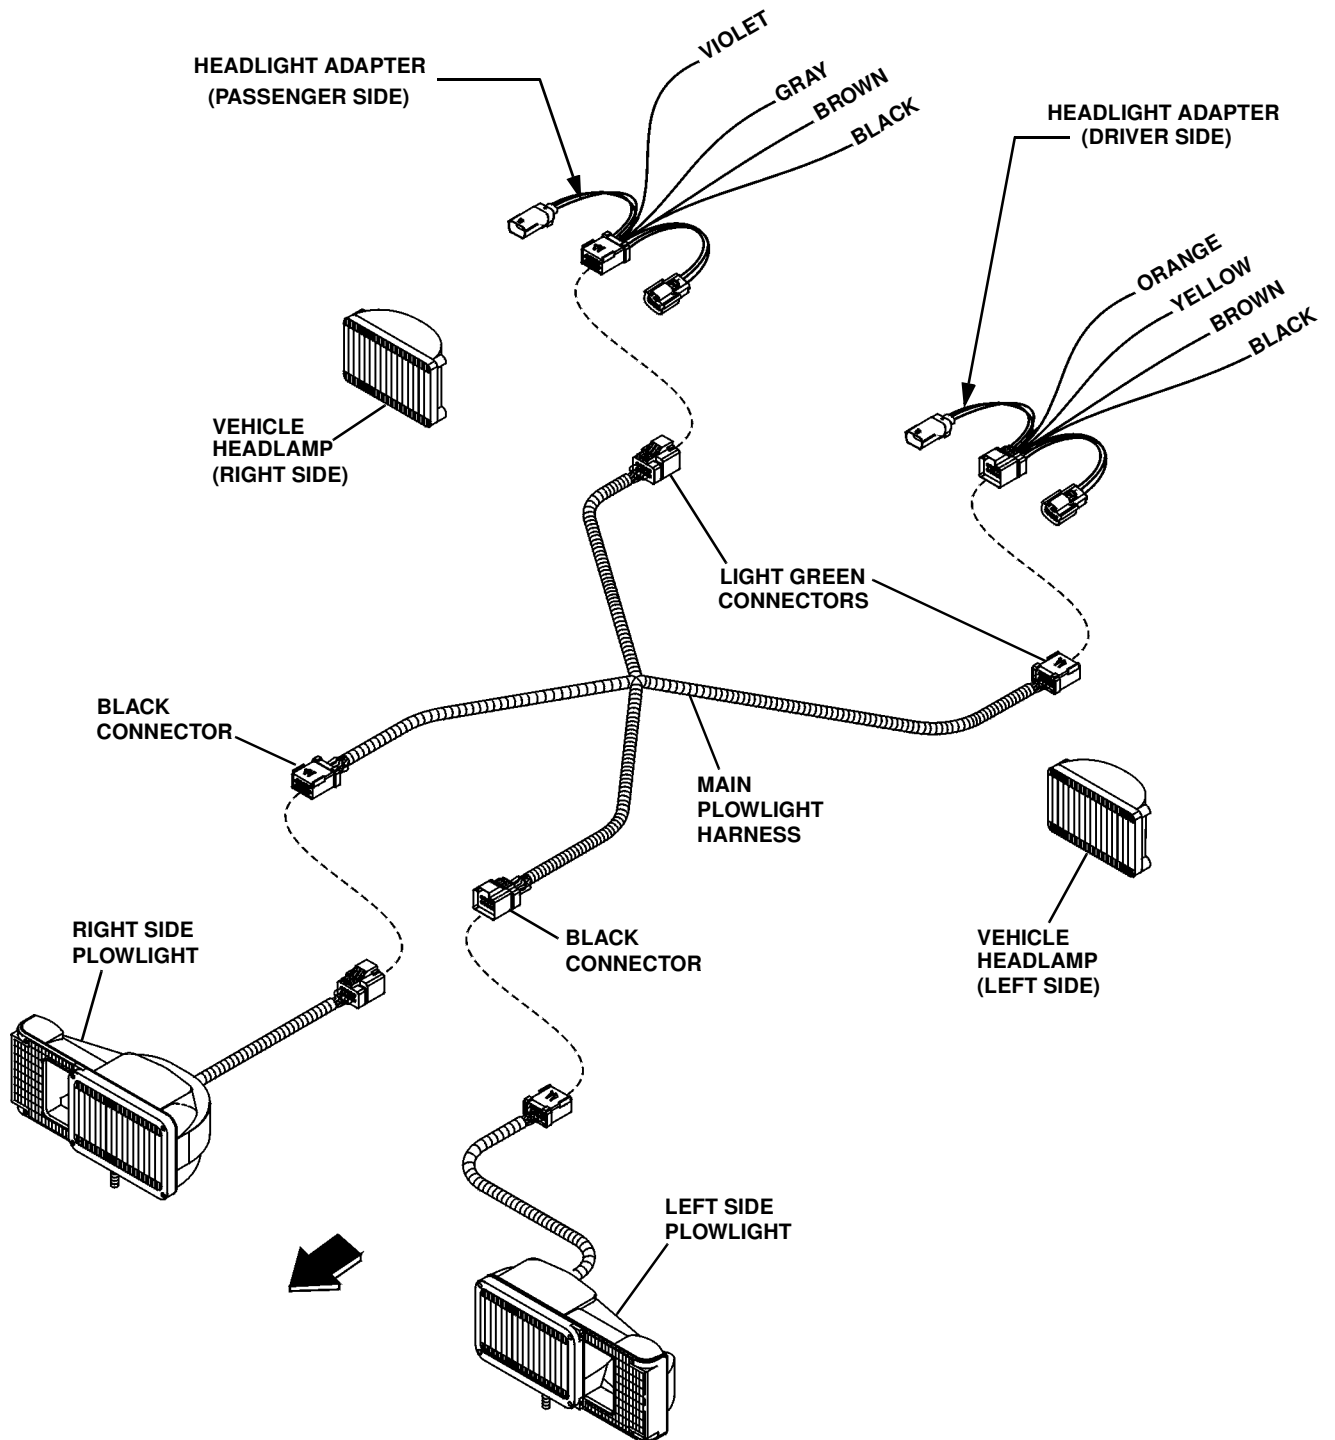 VIOLET
HEADLIGHT ADAPTER
(PASSENGER SIDE)
GRAY
BROWN
BLACK
HEADLIGHT ADAPTER
(DRIVER SIDE)
ORANGE
YELLOW
BROWN
BLACK
VEHICLE
HEADLAMP
(RIGHT SIDE)
LIGHT GREEN
CONNECTORS
BLACK
CONNECTOR
MAIN
PLOWLIGHT
HARNESS
RIGHT SIDE
PLOWLIGHT
BLACK
CONNECTOR
VEHICLE
HEADLAMP
(LEFT SIDE)
LEFT SIDE
PLOWLIGHT